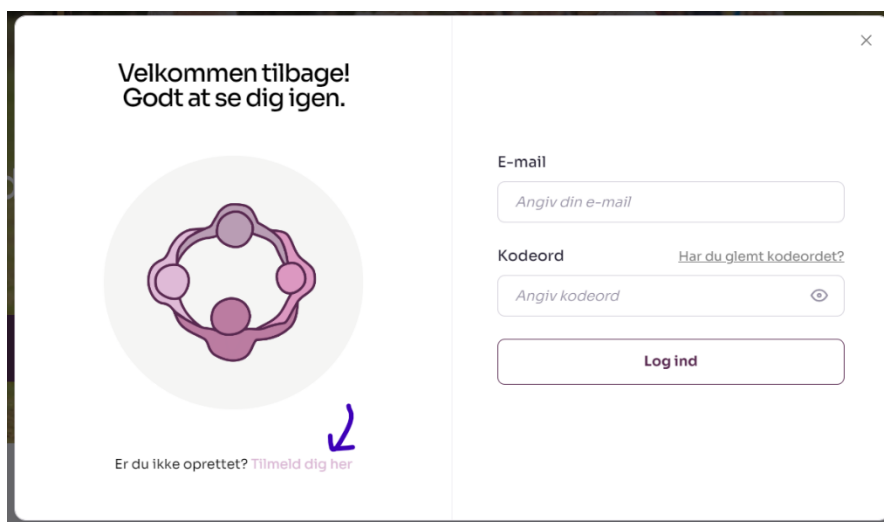 Velkommen tilbage!
Godt at se dig igen.
E-mail
Angiv din e-mail
Kodeord
Har du glemt kodeordet?
Angiv kodeord
Log ind
Er du ikke oprettet? Tilmeld dig her